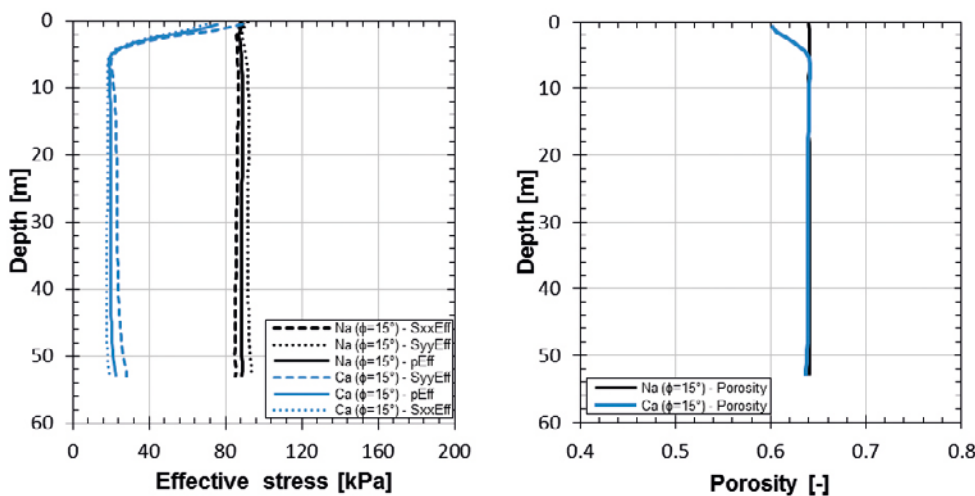 0
10
20
30
40
50
60
Depth [m]
0 40 80 120 160 200
Effective stress [kPa]
Na (ϕ=15°) - SxxEff
Na (ϕ=15°) - SyyEff
Na (ϕ=15°) - pEff
Ca (ϕ=15°) - SyyEff
Ca (ϕ=15°) - pEff
Ca (ϕ=15°) - SxxEff
0
10
20
30
40
50
60
Depth [m]
0.4 0.5 0.6 0.7 0.8
Porosity [-]
Na (ϕ=15°) - Porosity
Ca (ϕ=15°) - Porosity